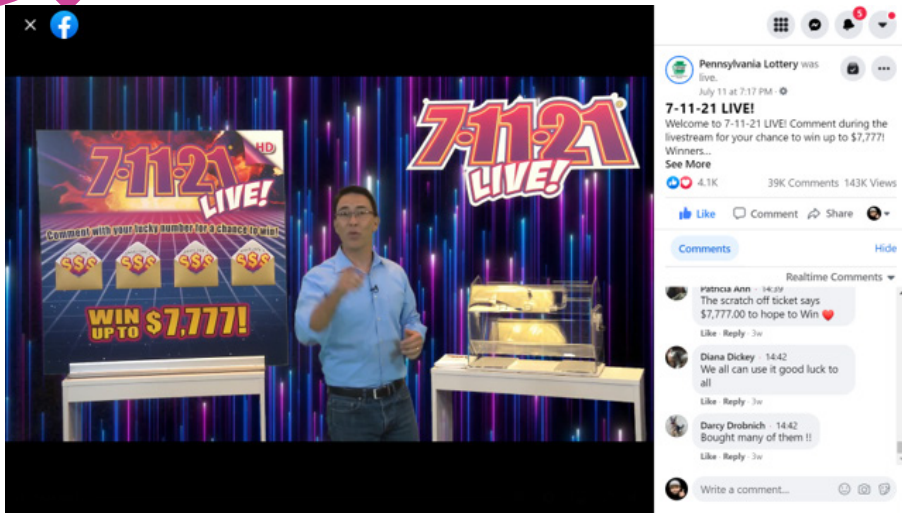 7-11-21
HD
LIVE!
Comment with your lucky number for a chance to win!
$$$ $$$ $$$ $$$
WIN
UP TO $7,777!
7-11-21
LIVE!
5
Pennsylvania Lottery was
live.
July 11 at 7:17 PM ·
7-11-21 LIVE!
Welcome to 7-11-21 LIVE! Comment during the
livestream for your chance to win up to $7,777!
Winners...
See More
4.1K 39K Comments 143K Views
Like Comment Share
Comments Hide
Realtime Comments
Patricia Ann · 14:39
The scratch off ticket says
$7,777.00 to hope to Win ❤
Like · Reply · 3w
Diana Dickey · 14:42
We all can use it good luck to
all
Like · Reply · 3w
Darcy Drobnich · 14:42
Bought many of them !!
Like · Reply · 3w
Write a comment...